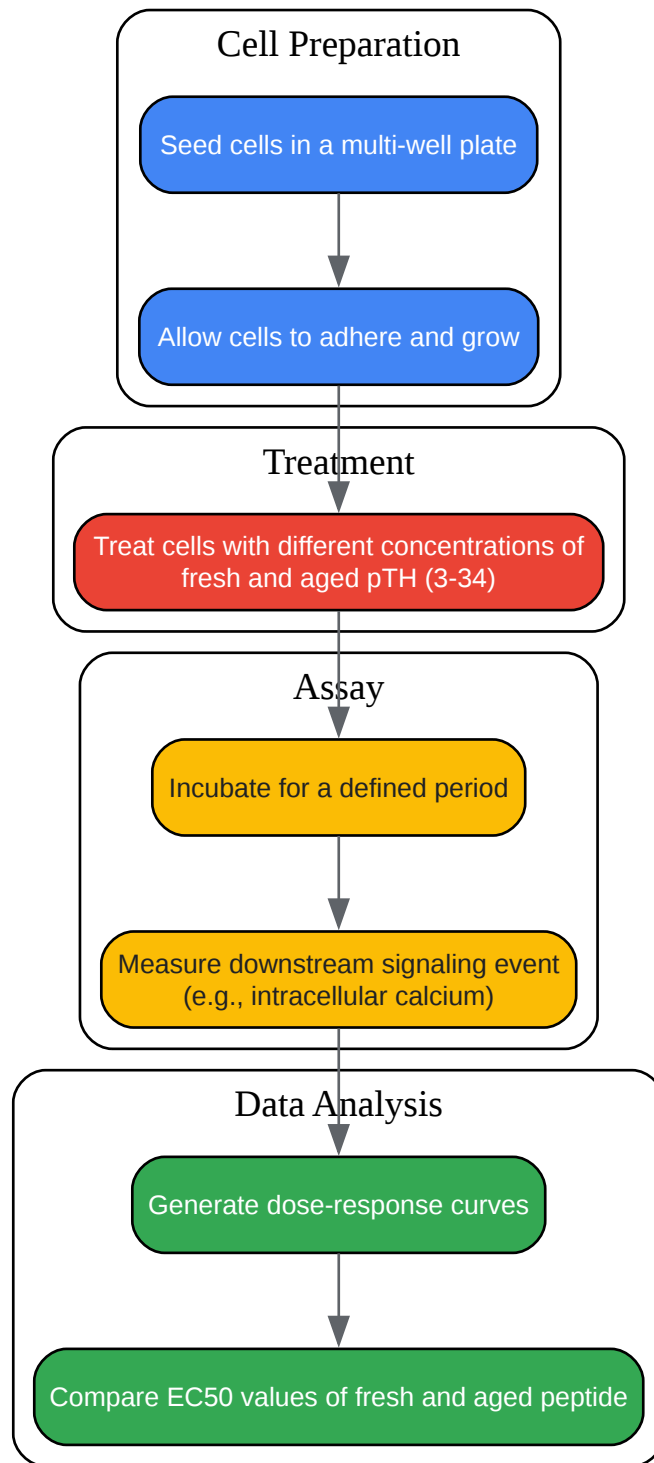 Cell Preparation
Seed cells in a multi-well plate
Allow cells to adhere and grow
Treatment
Treat cells with different concentrations of
fresh and aged pTH (3-34)
Assay
Incubate for a defined period
Measure downstream signaling event
(e.g., intracellular calcium)
Data Analysis
Generate dose-response curves
Compare EC50 values of fresh and aged peptide